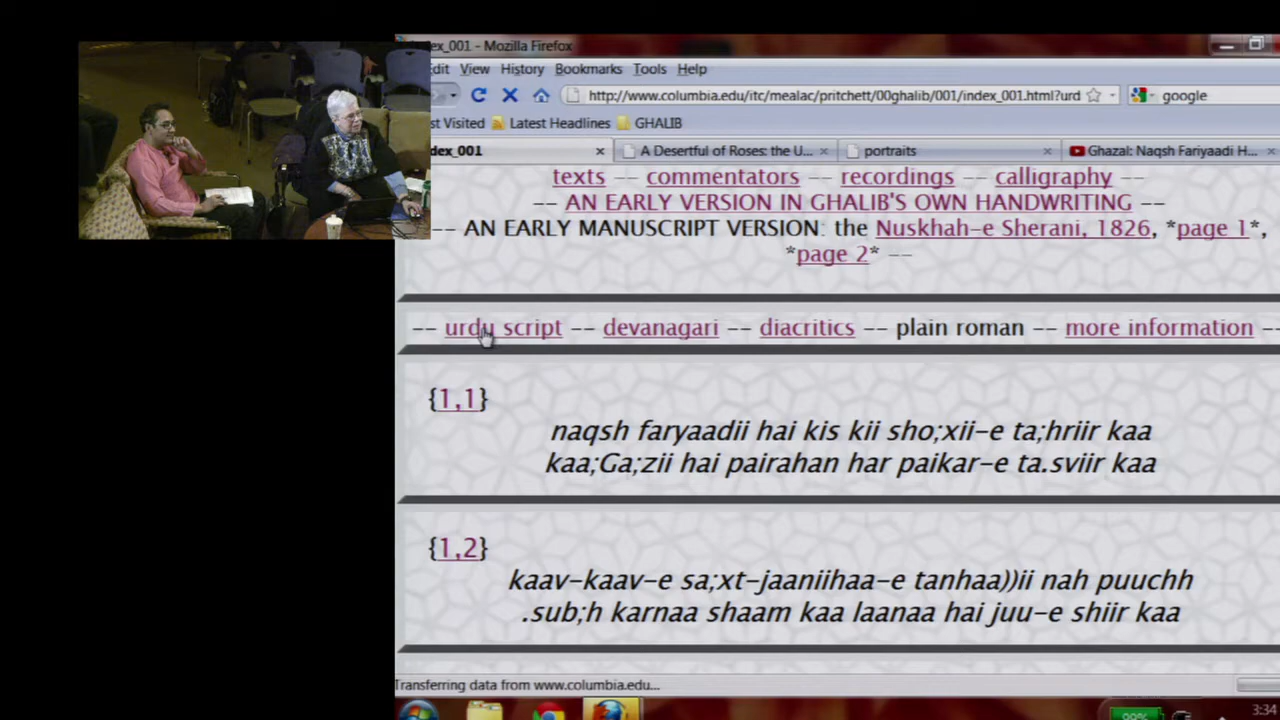 dex_001 - Mozilla Firefox
dit View History Bookmarks Tools Help
http://www.columbia.edu/itc/mealac/pritchett/00ghalib/001/index_001.html?urd google
st Visited Latest Headlines GHALIB
dex_001 A Desertful of Roses: the U... portraits Ghazal: Naqsh Fariyaadi H...
texts -- commentators -- recordings -- calligraphy --
-- AN EARLY VERSION IN GHALIB'S OWN HANDWRITING --
-- AN EARLY MANUSCRIPT VERSION: the Nuskhah-e Sherani, 1826, *page 1*,
*page 2* --
-- urdu script -- devanagari -- diacritics -- plain roman -- more information --
{1,1}
naqsh faryaadii hai kis kii sho;xii-e ta;hriir kaa
kaa;Ga;zii hai pairahan har paikar-e ta.sviir kaa
{1,2}
kaav-kaav-e sa;xt-jaaniihaa-e tanhaa))ii nah puuchh
.sub;h karnaa shaam kaa laanaa hai juu-e shiir kaa
Transferring data from www.columbia.edu...
99% 3:34